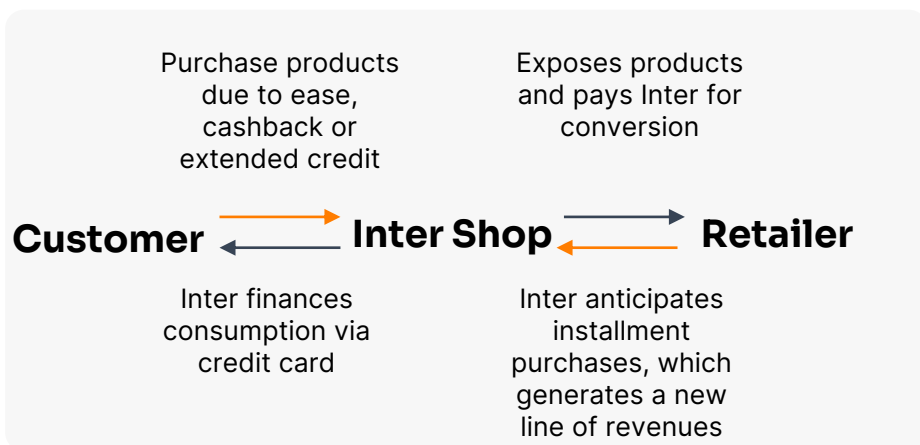 Purchase products
due to ease,
cashback or
extended credit
Exposes products
and pays Inter for
conversion
Customer
Inter Shop
Retailer
Inter finances
consumption via
credit card
Inter anticipates
installment
purchases, which
generates a new
line of revenues